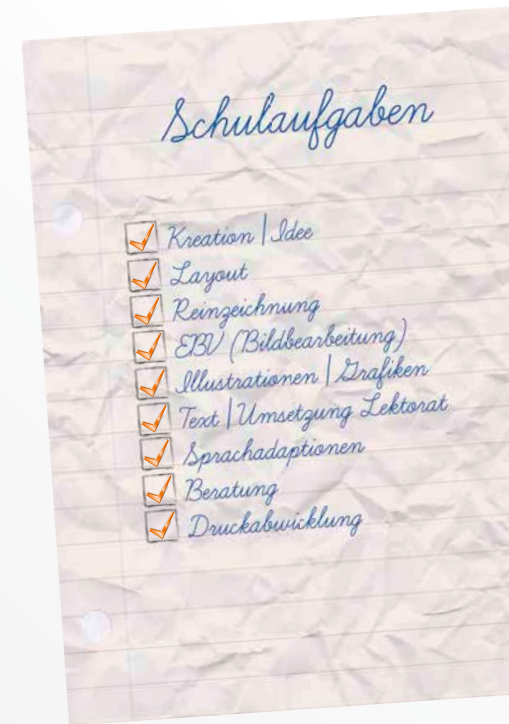 Schulaufgaben
Kreation | Idee
Layout
Reinzeichnung
EBV (Bildbearbeitung)
Illustrationen | Grafiken
Text | Umsetzung Lektorat
Sprachadaptionen
Beratung
Druckabwicklung